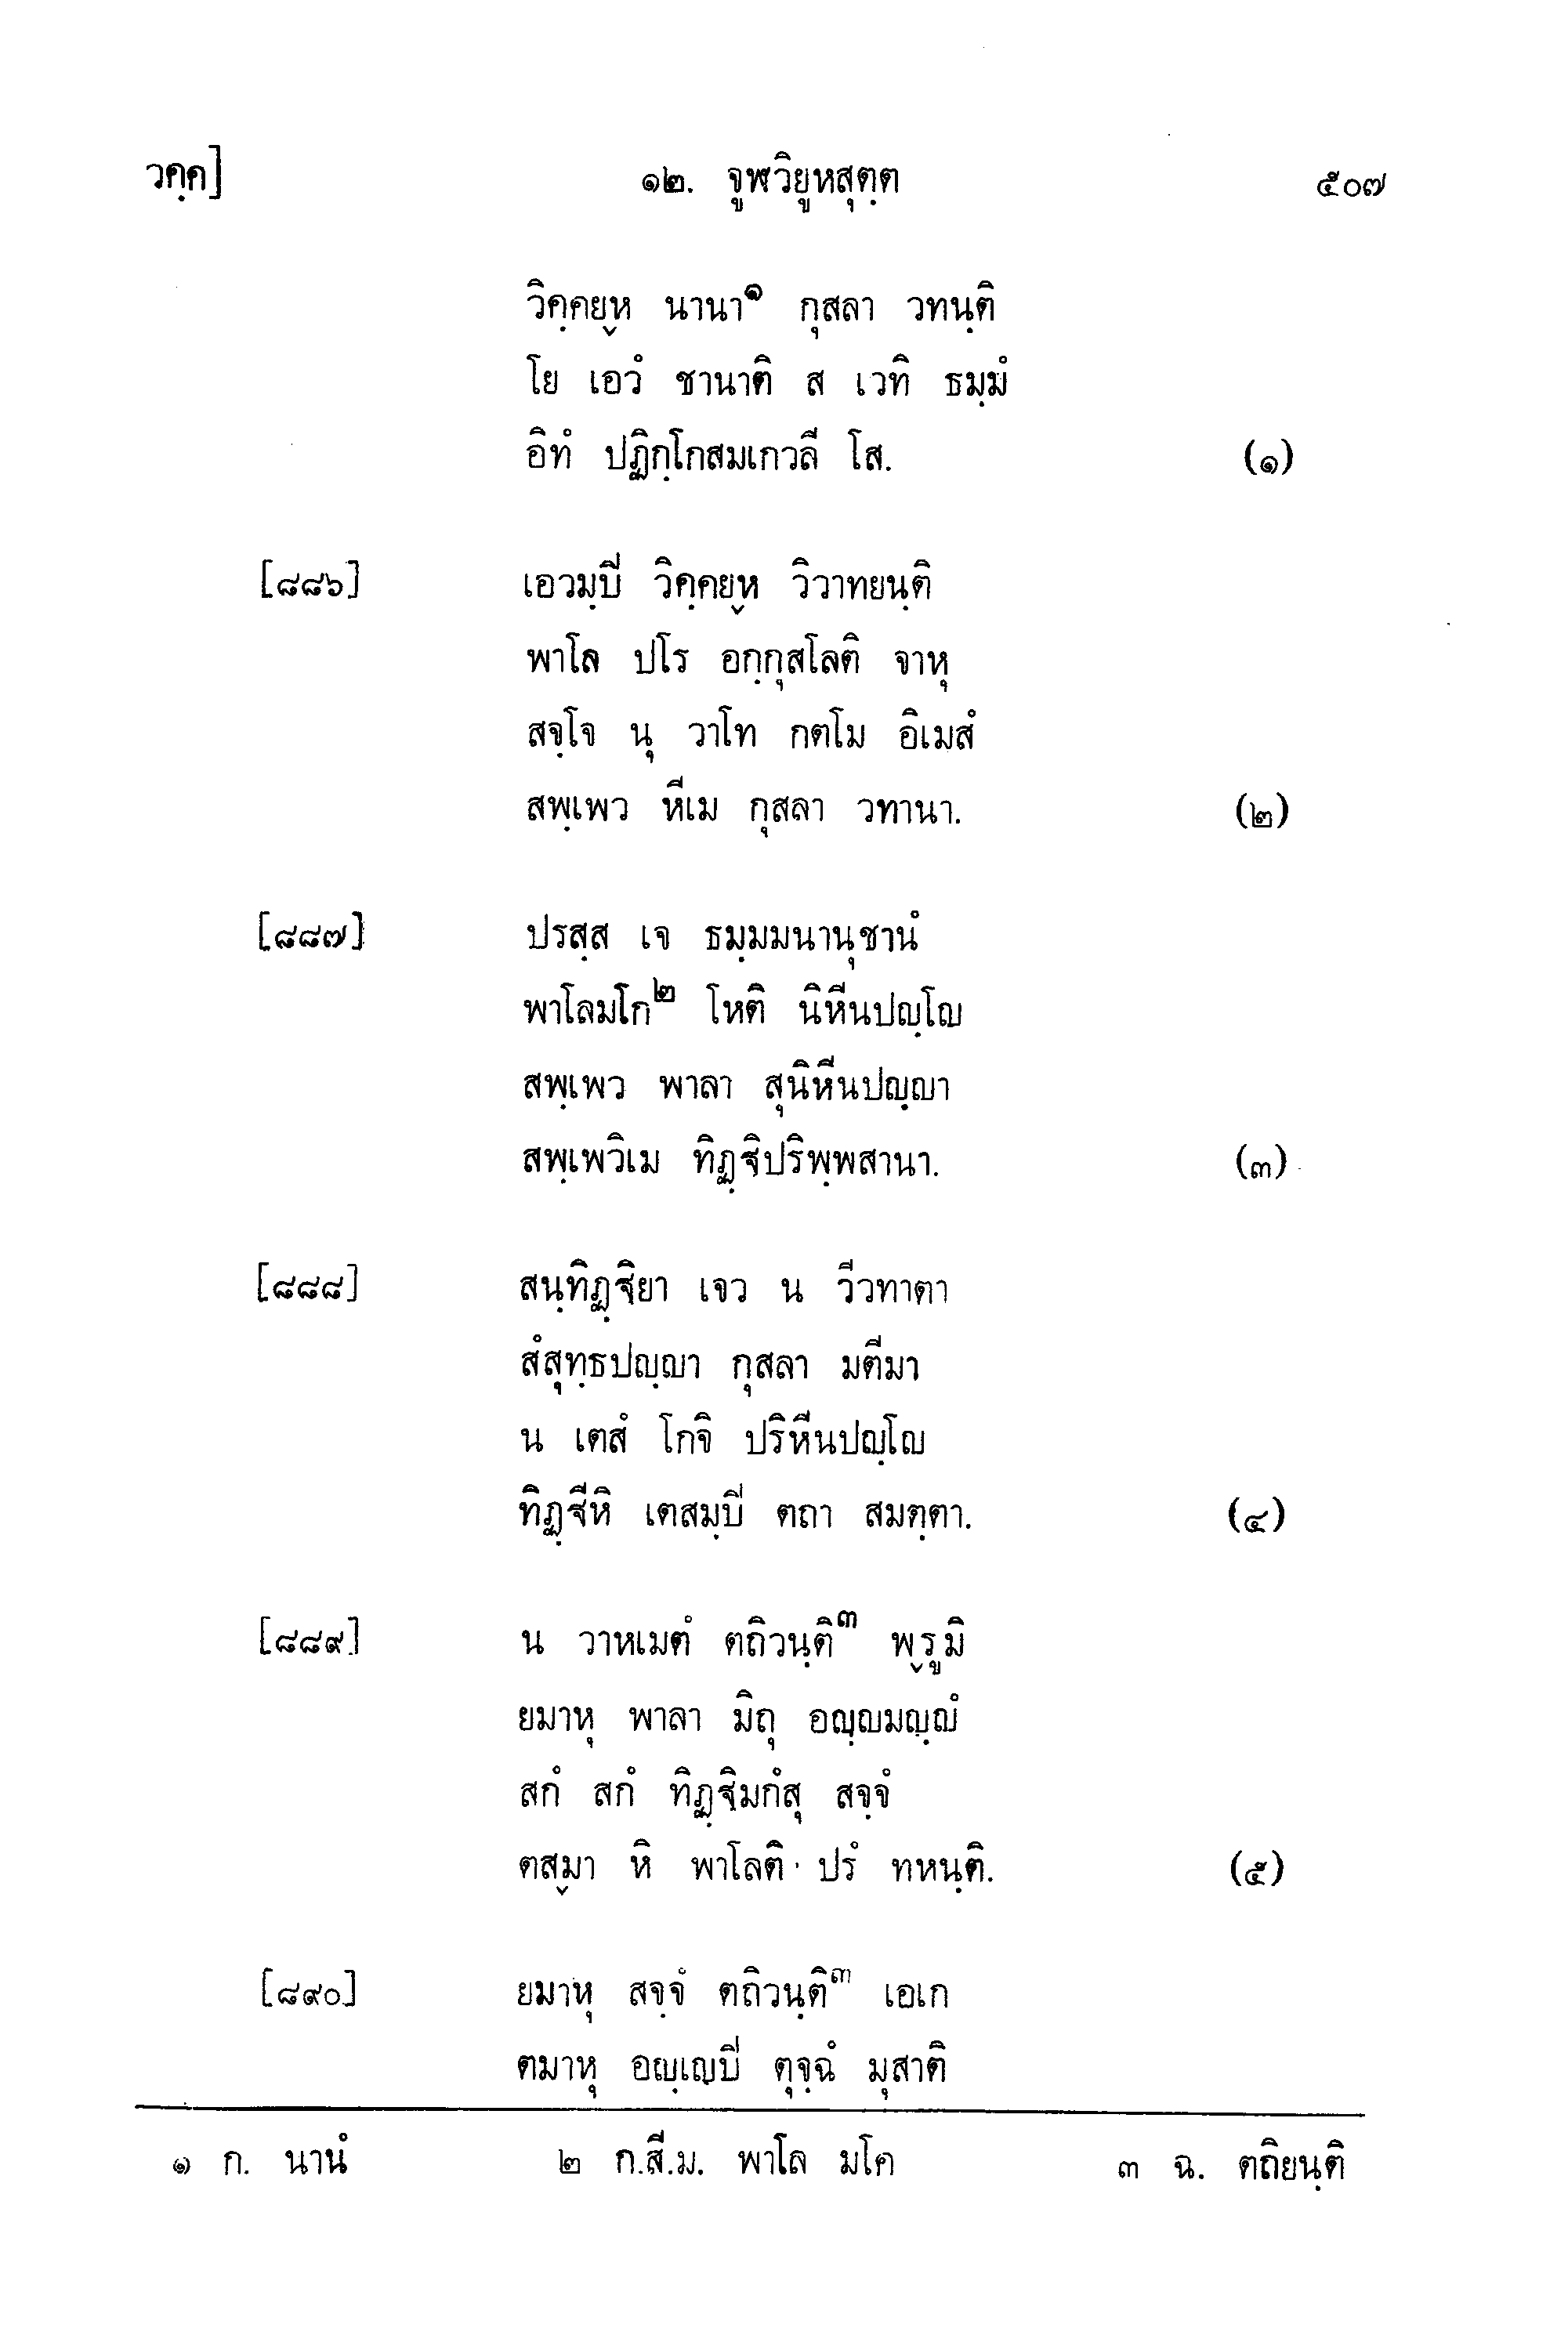 วคฺค] ๑๒. จูฬวิยูหสุตฺต ๕๐๗
วิคฺคยฺห นานา๑ กุสลา วทนฺติ
โย เอวํ ชานาติ ส เวทิ ธมฺมํ
อิทํ ปฏิกฺโกสมเกวลี โส. (๑)
[๘๘๖] เอวมฺปิ วิคฺคยฺห วิวาทยนฺติ
พาโล ปโร อกฺกุสโลติ จาหุ
สจฺโจ นุ วาโท กตโม อิเมสํ
สพฺเพว หีเม กุสลา วทานา. (๒)
[๘๘๗] ปรสฺส เจ ธมฺมมนานุชานํ
พาโลมโก๒ โหติ นิหีนปญฺโญ
สพฺเพว พาลา สุนิหีนปญฺญา
สพฺเพวิเม ทิฏฺฐิปริพฺพสานา. (๓)
[๘๘๘] สนฺทิฏฺฐิยา เจว น วีวทาตา
สํสุทฺธปญฺญา กุสลา มตีมา
น เตสํ โกจิ ปริหีนปญฺโญ
ทิฏฺฐีหิ เตสมฺปิ ตถา สมตฺตา. (๔)
[๘๘๙] น วาหเมตํ ตถิวนฺติ๓ พฺรูมิ
ยมาหุ พาลา มิถุ อญฺญมญฺญํ
สกํ สกํ ทิฏฺฐิมกํสุ สจฺจํ
ตสฺมา หิ พาโลติ ปรํ ทหนฺติ. (๕)
[๘๙๐] ยมาหุ สจฺจํ ตถิวนฺติ๓ เอเก
ตมาหุ อญฺเญปิ ตุจฺฉํ มุสาติ
๑ ก. นานํ ๒ ก.สี.ม. พาโล มโค ๓ ฉ. ตถิยนฺติ